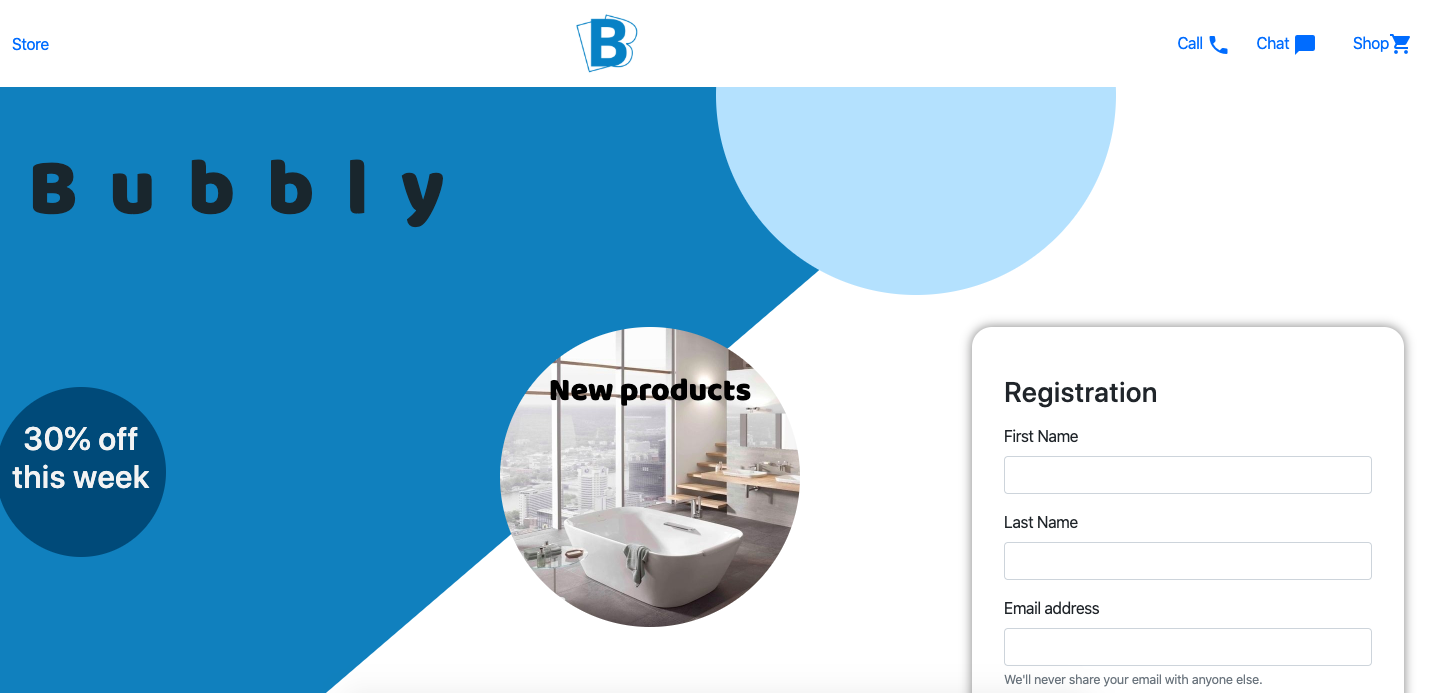 Store
B
Call
Chat
Shop
Bubbly
New products
30% off
this week
Registration
First Name
Last Name
Email address
We'll never share your email with anyone else.